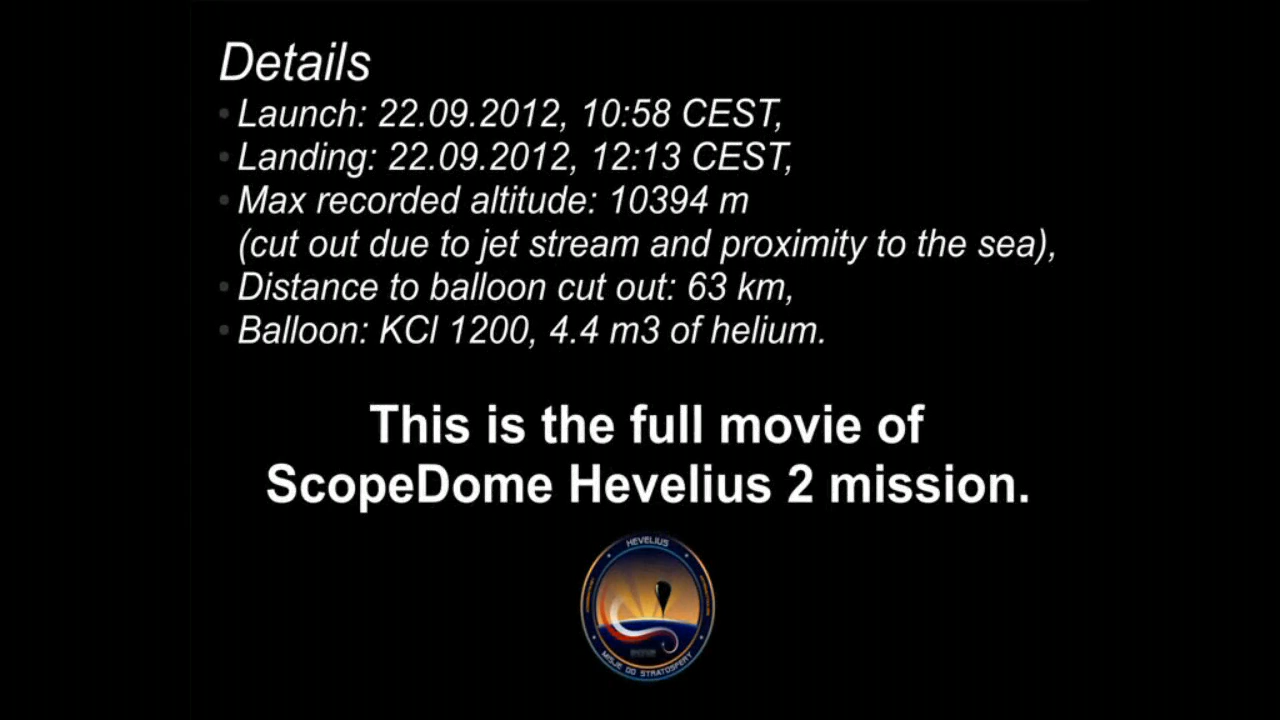 Details
Launch: 22.09.2012, 10:58 CEST,
Landing: 22.09.2012, 12:13 CEST,
Max recorded altitude: 10394 m
(cut out due to jet stream and proximity to the sea),
Distance to balloon cut out: 63 km,
Balloon: KCI 1200, 4.4 m3 of helium.
This is the full movie of
ScopeDome Hevelius 2 mission.
HEVELIUS
MISJE DO STRATOSFERY